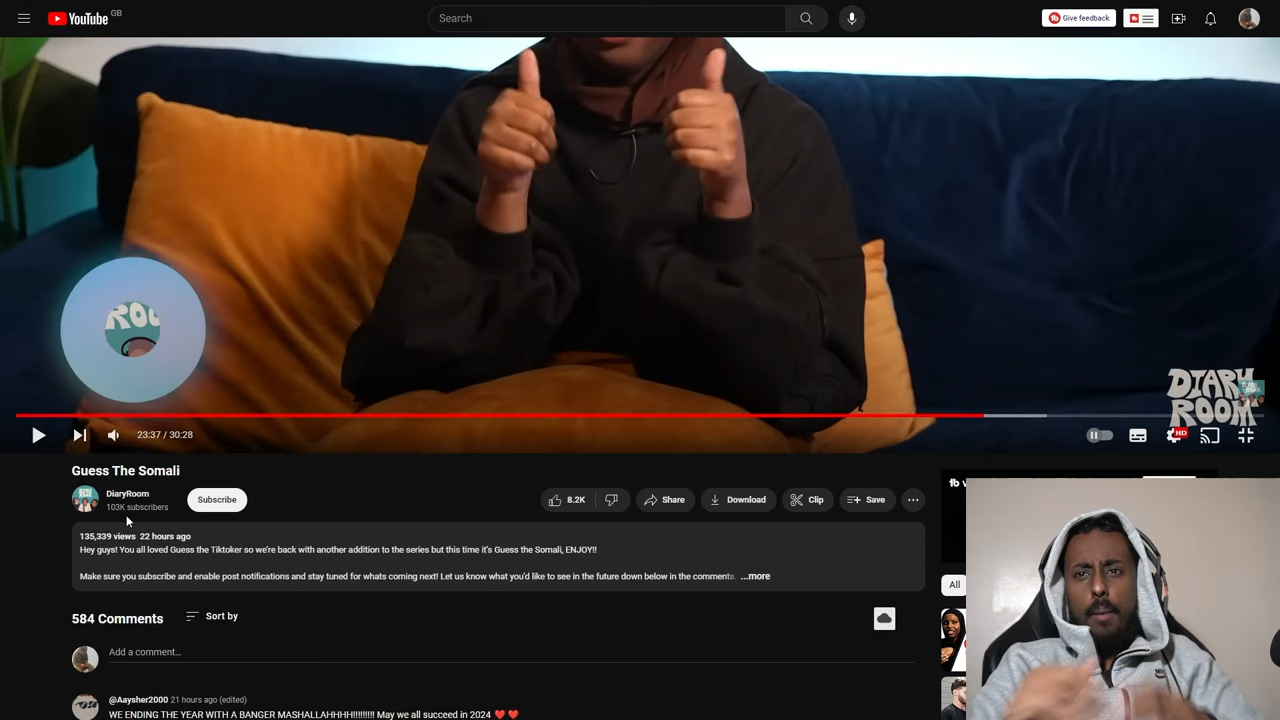 YouTube GB
Search
Give feedback
ROO
DIARY
ROOM
23:37 / 30:28
HD
Guess The Somali
DiaryRoom
103K subscribers
Subscribe
8.2K
Share
Download
Clip
Save
135,339 views 22 hours ago
Hey guys! You all loved Guess the Tiktoker so we're back with another addition to the series but this time it's Guess the Somali, ENJOY!!
Make sure you subscribe and enable post notifications and stay tuned for whats coming next! Let us know what you'd like to see in the future down below in the comments. ...more
All
584 Comments
Sort by
Add a comment...
@Aaysher2000 21 hours ago (edited)
WE ENDING THE YEAR WITH A BANGER MASHALLAHHHH!!!!!!!!! May we all succeed in 2024 ❤️ ❤️